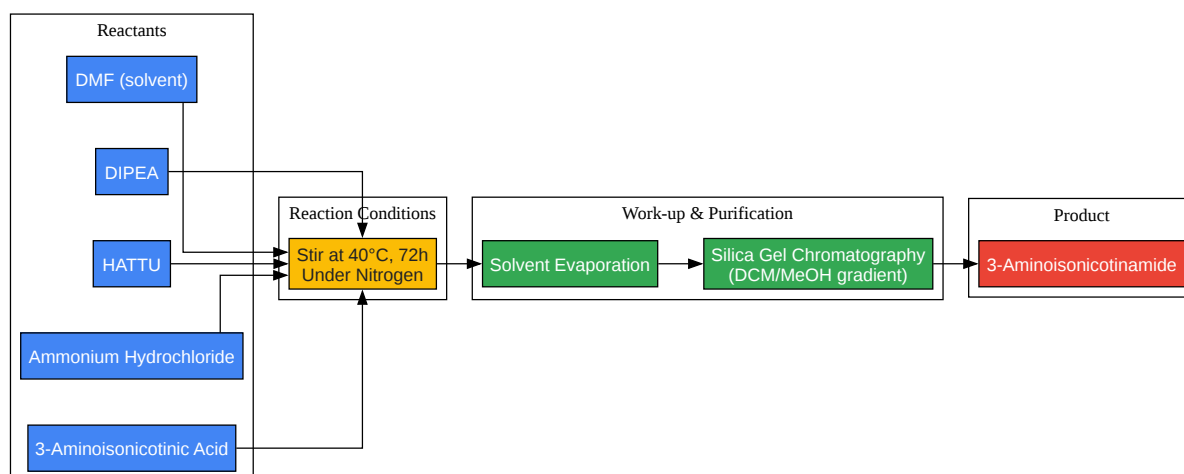 Reactants
DMF (solvent)
DIPEA
HATTU
Ammonium Hydrochloride
3-Aminoisonicotinic Acid
Reaction Conditions
Stir at 40°C, 72h
Under Nitrogen
Work-up & Purification
Solvent Evaporation
Silica Gel Chromatography
(DCM/MeOH gradient)
Product
3-Aminoisonicotinamide